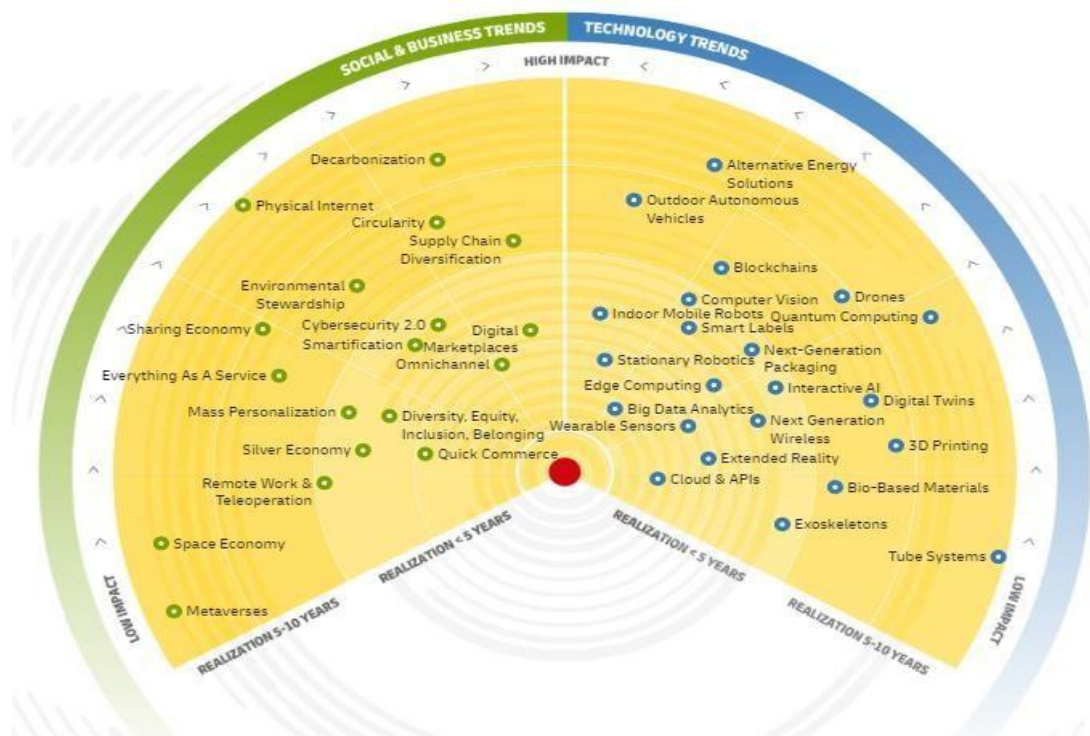 SOCIAL & BUSINESS TRENDS
TECHNOLOGY TRENDS
HIGH IMPACT
Decarbonization
Physical Internet
Circularity
Supply Chain
Diversification
Environmental
Stewardship
Sharing Economy
Cybersecurity 2.0
Smartification
Digital
Marketplaces
Omnichannel
Everything As A Service
Mass Personalization
Diversity, Equity,
Inclusion, Belonging
Silver Economy
Quick Commerce
Remote Work &
Teleoperation
Space Economy
Metaverses
LOW IMPACT
REALIZATION 5-10 YEARS
REALIZATION < 5 YEARS
Alternative Energy
Solutions
Outdoor Autonomous
Vehicles
Blockchains
Computer Vision
Drones
Indoor Mobile Robots
Quantum Computing
Smart Labels
Next-Generation
Packaging
Stationary Robotics
Edge Computing
Interactive AI
Digital Twins
Big Data Analytics
Wearable Sensors
Next Generation
Wireless
3D Printing
Extended Reality
Cloud & APIs
Bio-Based Materials
Exoskeletons
Tube Systems
REALIZATION < 5 YEARS
REALIZATION 5-10 YEARS
LOW IMPACT